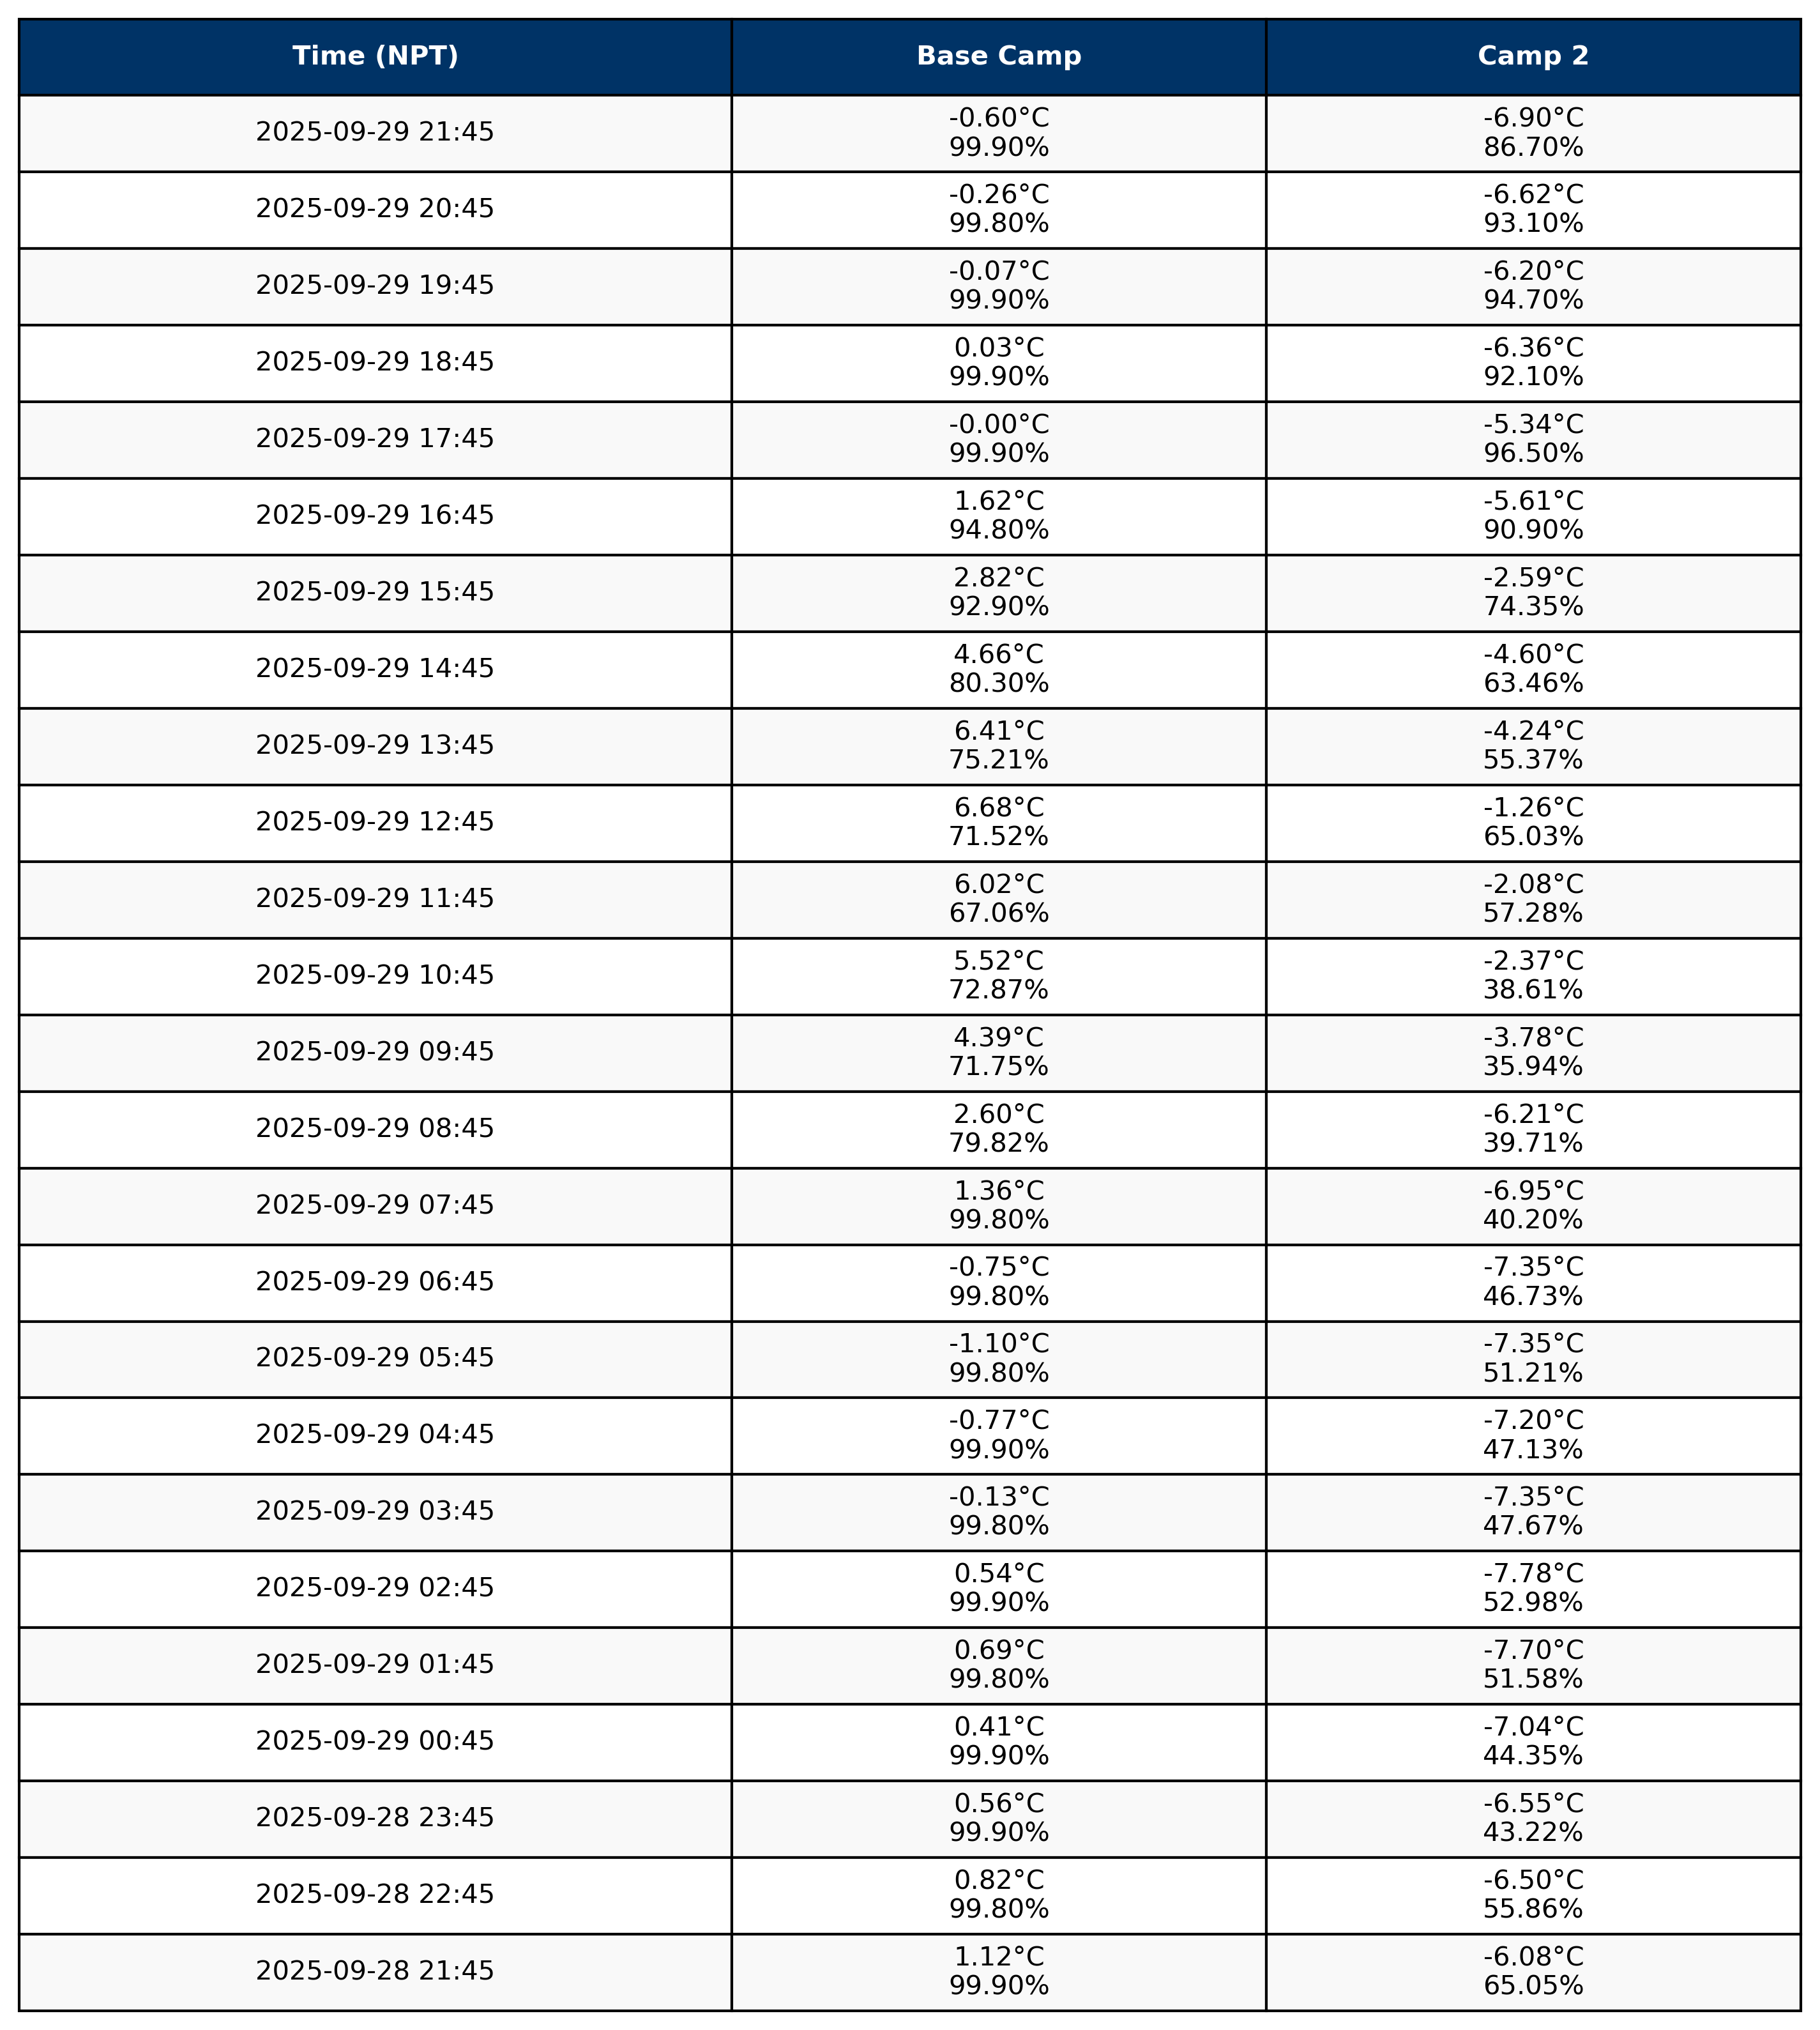 Time (NPT) Base Camp Camp 2
2025-09-29 21:45 -0.60°C -6.90°C
99.90% 86.70%
2025-09-29 20:45 -0.26°C -6.62°C
99.80% 93.10%
2025-09-29 19:45 -0.07°C -6.20°C
99.90% 94.70%
2025-09-29 18:45 0.03°C -6.36°C
99.90% 92.10%
2025-09-29 17:45 -0.00°C -5.34°C
99.90% 96.50%
2025-09-29 16:45 1.62°C -5.61°C
94.80% 90.90%
2025-09-29 15:45 2.82°C -2.59°C
92.90% 74.35%
2025-09-29 14:45 4.66°C -4.60°C
80.30% 63.46%
2025-09-29 13:45 6.41°C -4.24°C
75.21% 55.37%
2025-09-29 12:45 6.68°C -1.26°C
71.52% 65.03%
2025-09-29 11:45 6.02°C -2.08°C
67.06% 57.28%
2025-09-29 10:45 5.52°C -2.37°C
72.87% 38.61%
2025-09-29 09:45 4.39°C -3.78°C
71.75% 35.94%
2025-09-29 08:45 2.60°C -6.21°C
79.82% 39.71%
2025-09-29 07:45 1.36°C -6.95°C
99.80% 40.20%
2025-09-29 06:45 -0.75°C -7.35°C
99.80% 46.73%
2025-09-29 05:45 -1.10°C -7.35°C
99.80% 51.21%
2025-09-29 04:45 -0.77°C -7.20°C
99.90% 47.13%
2025-09-29 03:45 -0.13°C -7.35°C
99.80% 47.67%
2025-09-29 02:45 0.54°C -7.78°C
99.90% 52.98%
2025-09-29 01:45 0.69°C -7.70°C
99.80% 51.58%
2025-09-29 00:45 0.41°C -7.04°C
99.90% 44.35%
2025-09-28 23:45 0.56°C -6.55°C
99.90% 43.22%
2025-09-28 22:45 0.82°C -6.50°C
99.80% 55.86%
2025-09-28 21:45 1.12°C -6.08°C
99.90% 65.05%